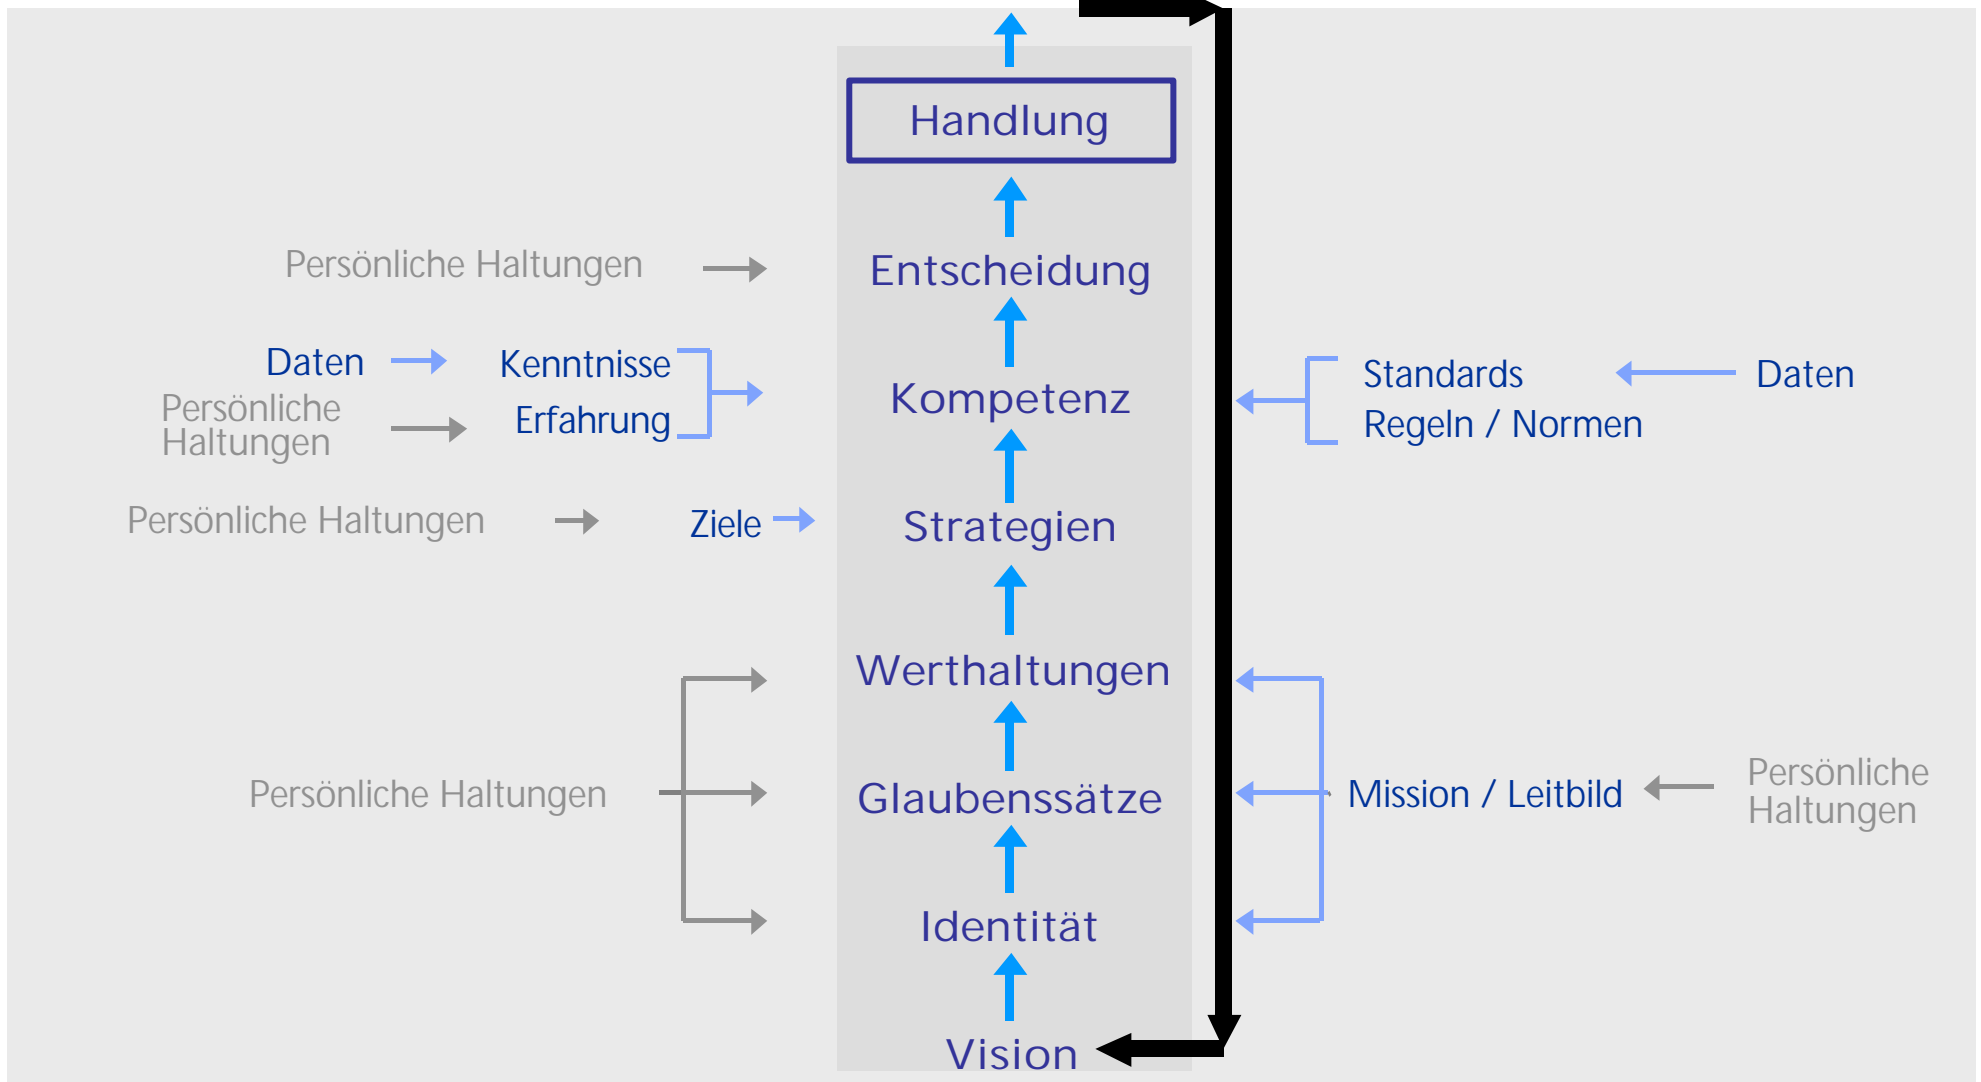 Handlung
Persönliche Haltungen
Entscheidung
Daten
Kenntnisse
Persönliche
Haltungen
Erfahrung
Kompetenz
Standards
Daten
Regeln / Normen
Persönliche Haltungen
Ziele
Strategien
Werthaltungen
Persönliche Haltungen
Glaubenssätze
Mission / Leitbild
Persönliche
Haltungen
Identität
Vision